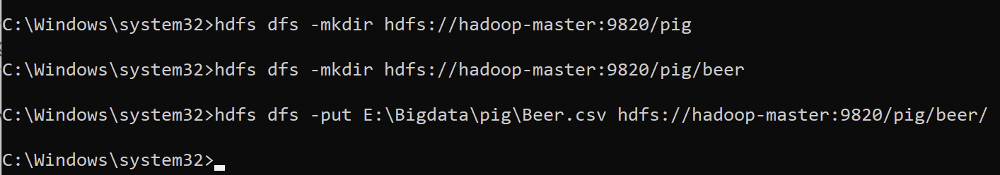 C:\Windows\system32>hdfs dfs -mkdir hdfs://hadoop-master:9820/pig
C:\Windows\system32>hdfs dfs -mkdir hdfs://hadoop-master:9820/pig/beer
C:\Windows\system32>hdfs dfs -put E:\Bigdata\pig\Beer.csv hdfs://hadoop-master:9820/pig/beer/
C:\Windows\system32>